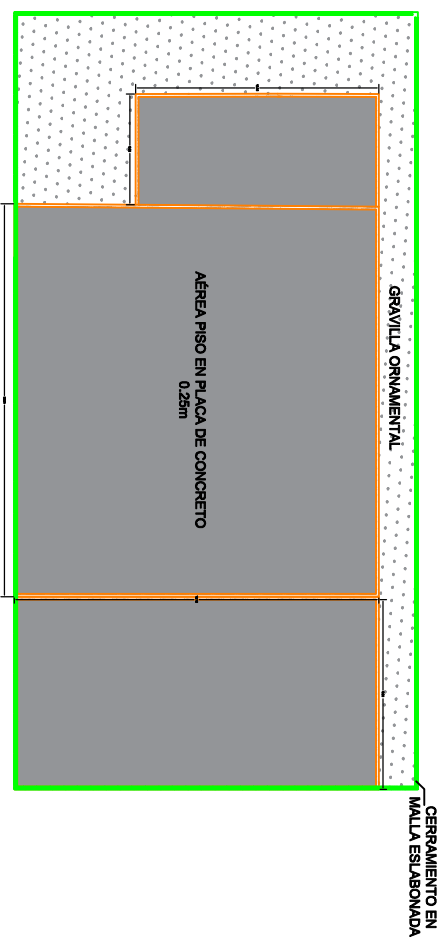 GRAVILLA ORNAMENTAL
AÉREA PISO EN PLACA DE CONCRETO
0.25m
CERRAMIENTO EN
MALLA ESLABONADA